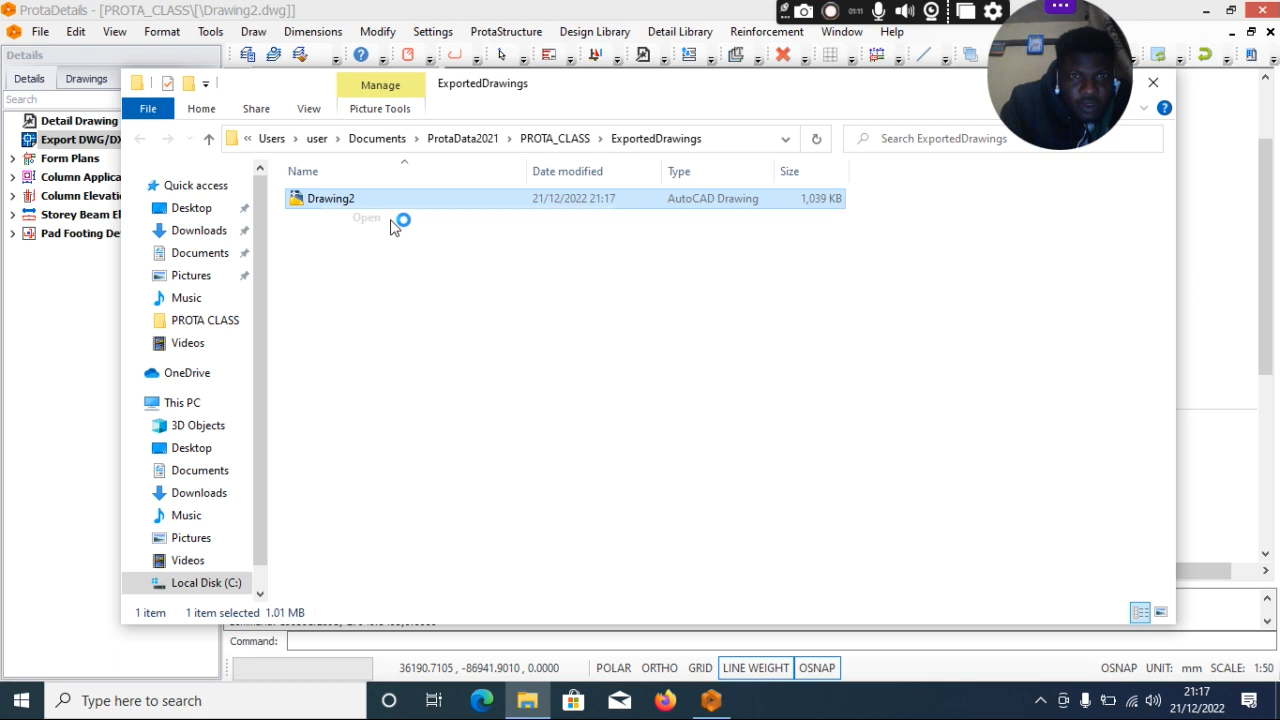 ProtaDetails - [PROTA_CLASS\[\Drawing2.dwg]]
01:11
File Edit View Format Tools Draw Dimensions Modify Settings ProtaStructure Design Library Detail Library Reinforcement Window Help
Details
Details Drawings
Search
Detail Drawing
Export DWG/DX
Form Plans
Column Applica
Column Elevatio
Storey Beam El
Pad Footing De
Manage
ExportedDrawings
File Home Share View Picture Tools
« Users › user › Documents › ProtaData2021 › PROTA_CLASS › ExportedDrawings
Search ExportedDrawings
Name Date modified Type Size
Drawing2 21/12/2022 21:17 AutoCAD Drawing 1,039 KB
Open
Quick access
Desktop
Downloads
Documents
Pictures
Music
PROTA CLASS
Videos
OneDrive
This PC
3D Objects
Desktop
Documents
Downloads
Music
Pictures
Videos
Local Disk (C:)
1 item 1 item selected 1.01 MB
Command:
36190.7105 , -86941.9010 , 0.0000 POLAR ORTHO GRID LINE WEIGHT OSNAP OSNAP UNIT: mm SCALE: 1:50
Type here to search
21:17
21/12/2022